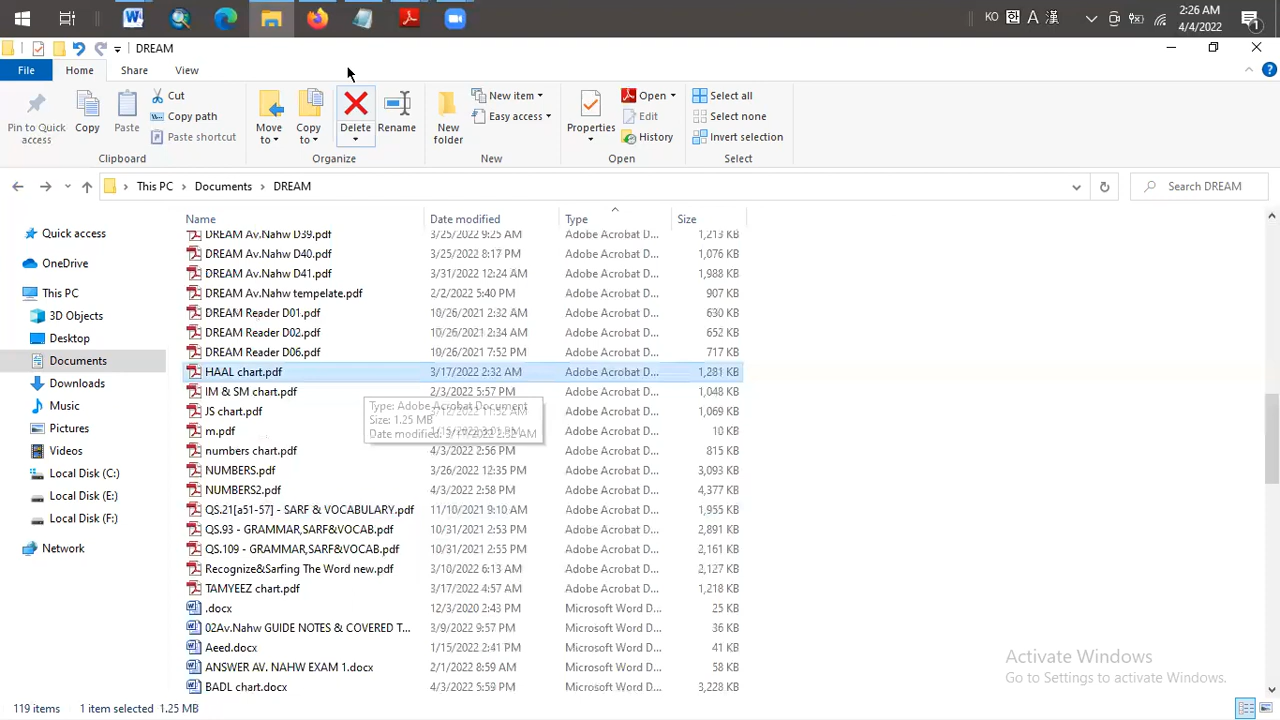 KO 囧 A 漢
2:26 AM
4/4/2022
1
DREAM
File Home Share View
Pin to Quick access
Copy
Paste
Cut
Copy path
Paste shortcut
Clipboard
Move to
Copy to
Delete
Rename
Organize
New folder
New item
Easy access
New
Properties
Open
Edit
History
Open
Select all
Select none
Invert selection
Select
This PC > Documents > DREAM
Search DREAM
Name Date modified Type Size
Quick access
OneDrive
This PC
3D Objects
Desktop
Documents
Downloads
Music
Pictures
Videos
Local Disk (C:)
Local Disk (E:)
Local Disk (F:)
Network
DREAM Av.Nahw D39.pdf 3/25/2022 9:25 AM Adobe Acrobat D... 1,213 KB
DREAM Av.Nahw D40.pdf 3/25/2022 8:17 PM Adobe Acrobat D... 1,076 KB
DREAM Av.Nahw D41.pdf 3/31/2022 12:24 AM Adobe Acrobat D... 1,988 KB
DREAM Av.Nahw tempelate.pdf 2/2/2022 5:40 PM Adobe Acrobat D... 907 KB
DREAM Reader D01.pdf 10/26/2021 2:32 AM Adobe Acrobat D... 630 KB
DREAM Reader D02.pdf 10/26/2021 2:34 AM Adobe Acrobat D... 652 KB
DREAM Reader D06.pdf 10/26/2021 7:52 PM Adobe Acrobat D... 717 KB
HAAL chart.pdf 3/17/2022 2:32 AM Adobe Acrobat D... 1,281 KB
IM & SM chart.pdf 2/3/2022 5:57 PM Adobe Acrobat D... 1,048 KB
JS chart.pdf Adobe Acrobat D... 1,069 KB
m.pdf Adobe Acrobat D... 10 KB
Type: Adobe Acrobat Document
Size: 1.25 MB
Date modified: 3/17/2022 2:32 AM
numbers chart.pdf 4/3/2022 2:56 PM Adobe Acrobat D... 815 KB
NUMBERS.pdf 3/26/2022 12:35 PM Adobe Acrobat D... 3,093 KB
NUMBERS2.pdf 4/3/2022 2:58 PM Adobe Acrobat D... 4,377 KB
QS.21[a51-57] - SARF & VOCABULARY.pdf 11/10/2021 9:10 AM Adobe Acrobat D... 1,955 KB
QS.93 - GRAMMAR,SARF&VOCAB.pdf 10/31/2021 2:53 PM Adobe Acrobat D... 2,891 KB
QS.109 - GRAMMAR,SARF&VOCAB.pdf 10/31/2021 2:55 PM Adobe Acrobat D... 2,161 KB
Recognize&Sarfing The Word new.pdf 3/10/2022 6:13 AM Adobe Acrobat D... 2,127 KB
TAMYEEZ chart.pdf 3/17/2022 4:57 AM Adobe Acrobat D... 1,218 KB
.docx 12/3/2020 2:43 PM Microsoft Word D... 25 KB
02Av.Nahw GUIDE NOTES & COVERED T... 3/9/2022 9:57 PM Microsoft Word D... 36 KB
Aeed.docx 1/15/2022 2:41 PM Microsoft Word D... 41 KB
ANSWER AV. NAHW EXAM 1.docx 2/1/2022 8:59 AM Microsoft Word D... 58 KB
BADL chart.docx 4/3/2022 5:59 PM Microsoft Word D... 3,228 KB
Activate Windows
Go to Settings to activate Windows.
119 items 1 item selected 1.25 MB